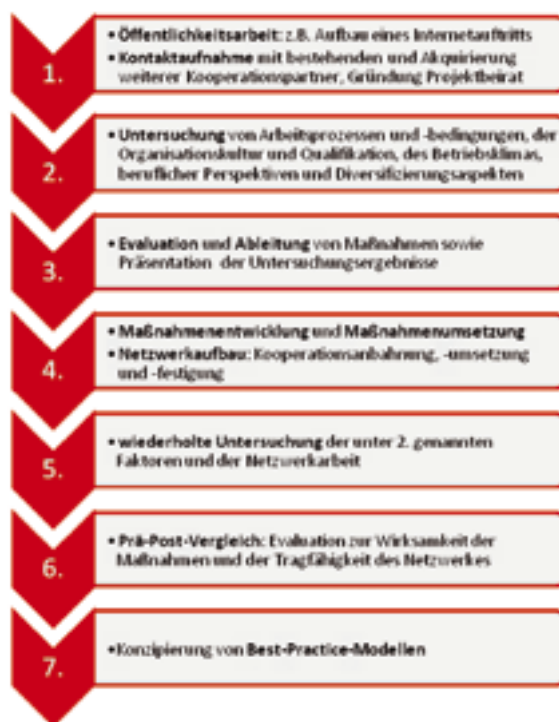 1.
• Öffentlichkeitsarbeit: z.B. Aufbau eines Internetauftritts
• Kontaktaufnahme mit bestehenden und Akquirierung
weiterer Kooperationspartner, Gründung Projektbeirat
2.
• Untersuchung von Arbeitsprozessen und -bedingungen, der
Organisationskultur und Qualifikation, des Betriebsklimas,
beruflicher Perspektiven und Diversifizierungsaspekten
3.
• Evaluation und Ableitung von Maßnahmen sowie
Präsentation der Untersuchungsergebnisse
4.
• Maßnahmenentwicklung und Maßnahmenumsetzung
• Netzwerkaufbau: Kooperationsanbahnung, -umsetzung
und -festigung
5.
• wiederholte Untersuchung der unter 2. genannten
Faktoren und der Netzwerkarbeit
6.
• Prä-Post-Vergleich: Evaluation zur Wirksamkeit der
Maßnahmen und der Tragfähigkeit des Netzwerkes
7.
•Konzipierung von Best-Practice-Modellen